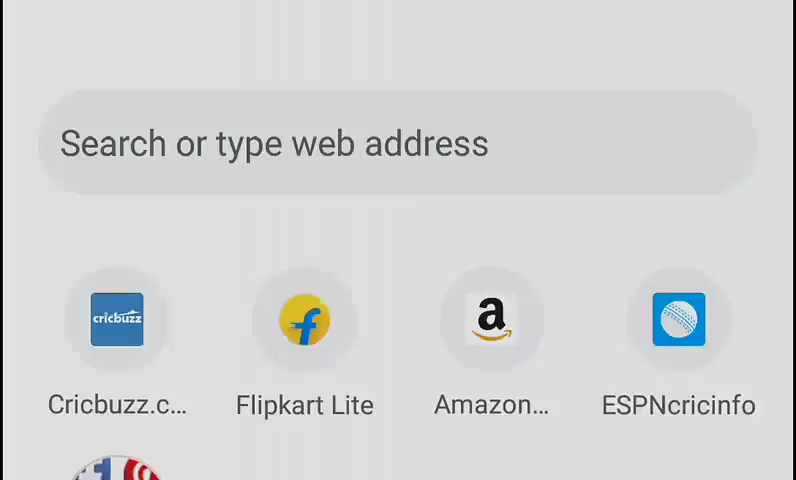 Search or type web address
cricbuzz
Cricbuzz.c...
Flipkart Lite
Amazon...
ESPNcricinfo